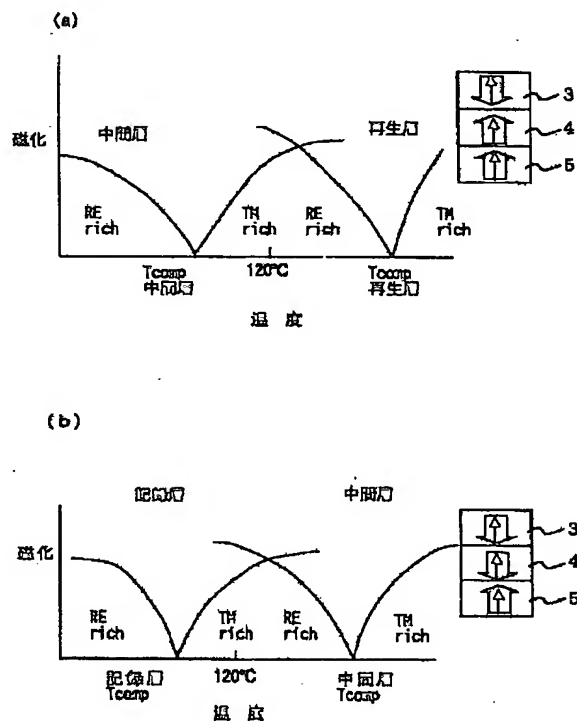 (a)
磁化
中間層
再生層
3
4
5
RE rich
TM rich
RE rich
TM rich
Tcomp
中間層
120℃
Tcomp
再生層
温 度
(b)
磁化
記録層
中間層
3
4
5
RE rich
TM rich
RE rich
TM rich
記録層
Tcomp
120℃
中間層
Tcomp
温 度